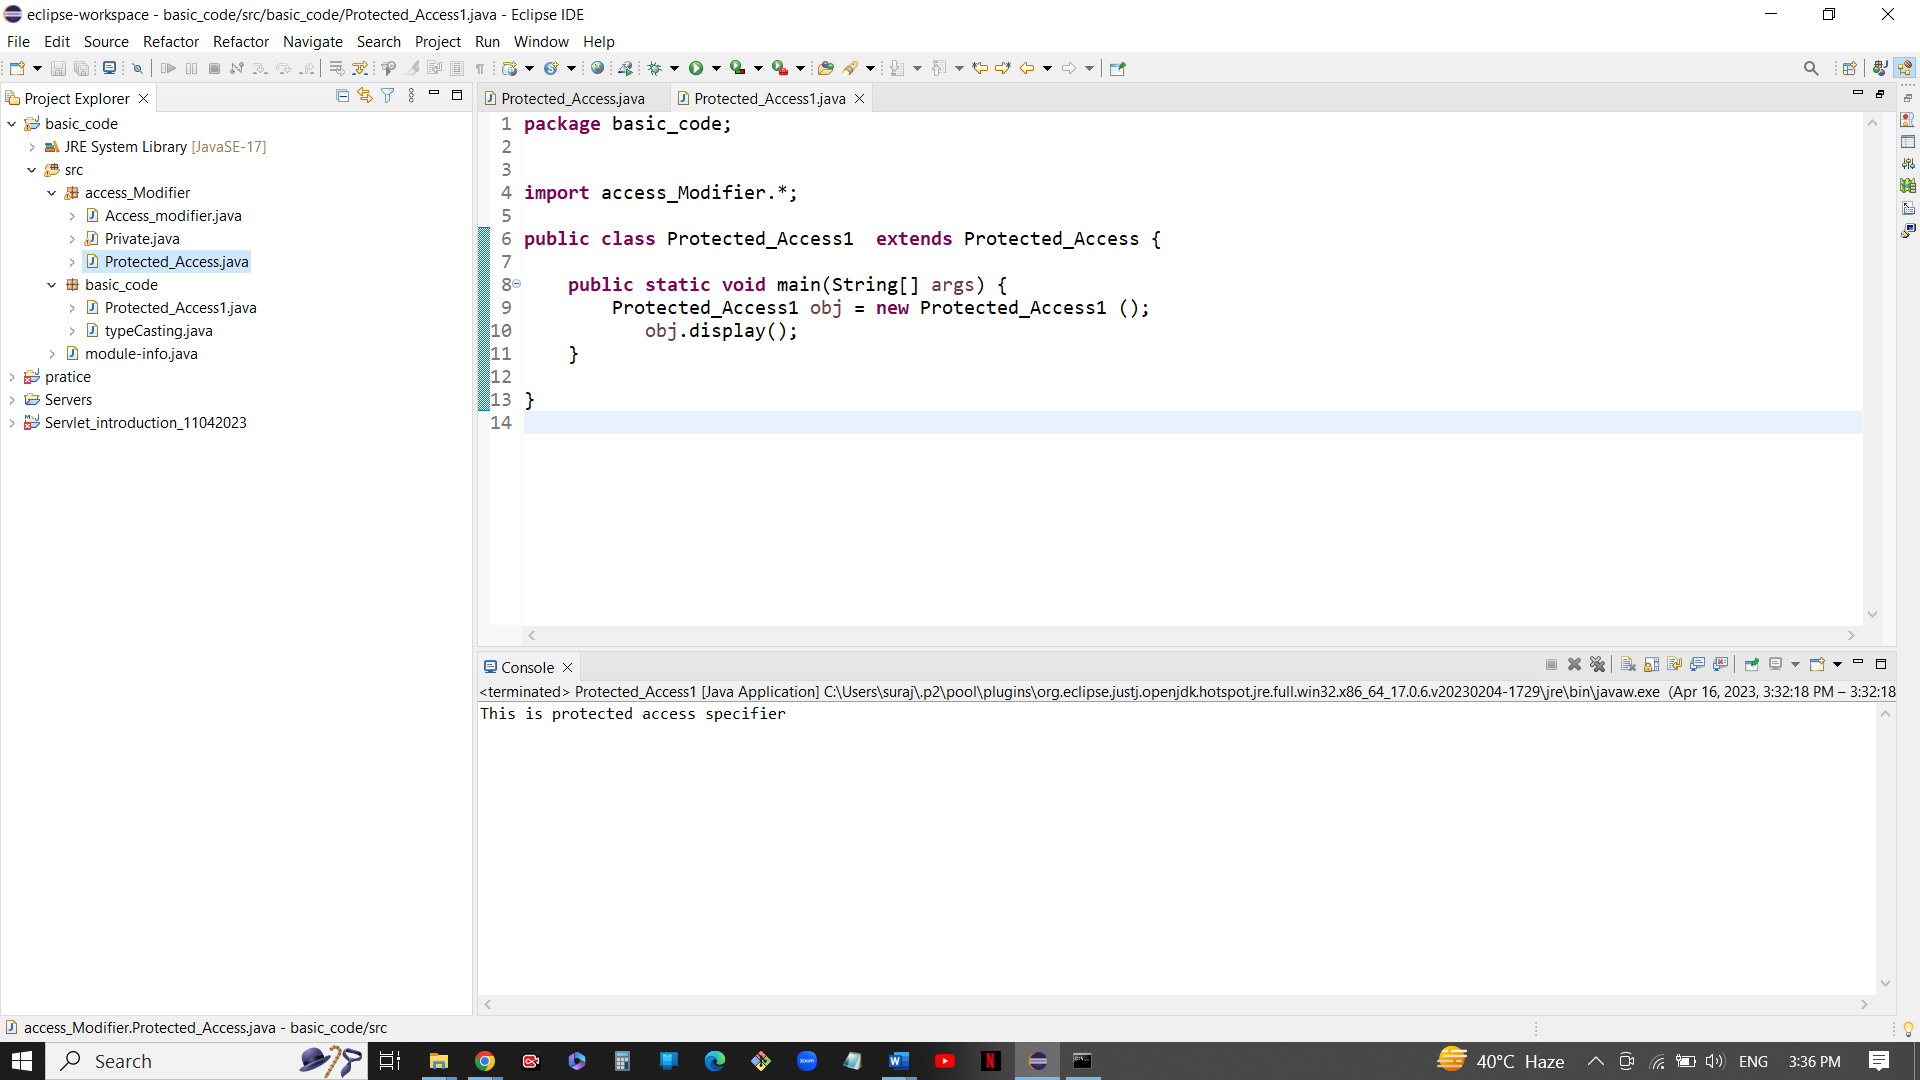 eclipse-workspace - basic_code/src/basic_code/Protected_Access1.java - Eclipse IDE
File Edit Source Refactor Refactor Navigate Search Project Run Window Help
Project Explorer
basic_code
JRE System Library [JavaSE-17]
src
access_Modifier
Access_modifier.java
Private.java
Protected_Access.java
basic_code
Protected_Access1.java
typeCasting.java
module-info.java
pratice
Servers
Servlet_introduction_11042023
Protected_Access.java Protected_Access1.java
1 package basic_code;
2
3
4 import access_Modifier.*;
5
6 public class Protected_Access1  extends Protected_Access {
7
8     public static void main(String[] args) {
9         Protected_Access1 obj = new Protected_Access1 ();
10            obj.display();
11     }
12
13 }
14
Console
<terminated> Protected_Access1 [Java Application] C:\Users\suraj\.p2\pool\plugins\org.eclipse.justj.openjdk.hotspot.jre.full.win32.x86_64_17.0.6.v20230204-1729\jre\bin\javaw.exe (Apr 16, 2023, 3:32:18 PM – 3:32:18
This is protected access specifier
access_Modifier.Protected_Access.java - basic_code/src
Search
zoom
W
N
40°C Haze
ENG
3:36 PM